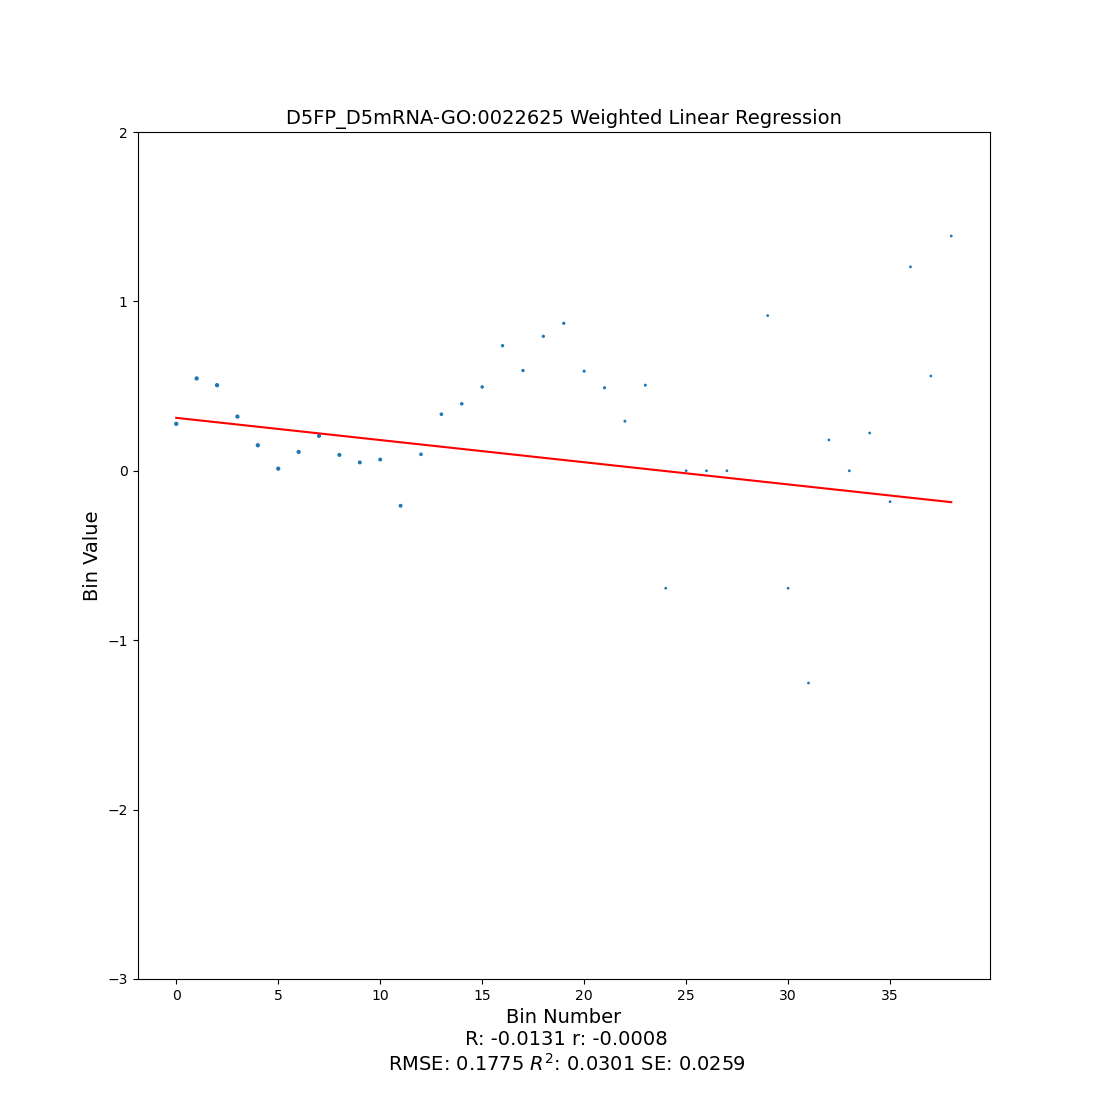 D5FP_D5mRNA-GO:0022625 Weighted Linear Regression
2
1
0
−1
−2
−3
Bin Value
0 5 10 15 20 25 30 35
Bin Number
R: -0.0131 r: -0.0008
RMSE: 0.1775 R²: 0.0301 SE: 0.0259